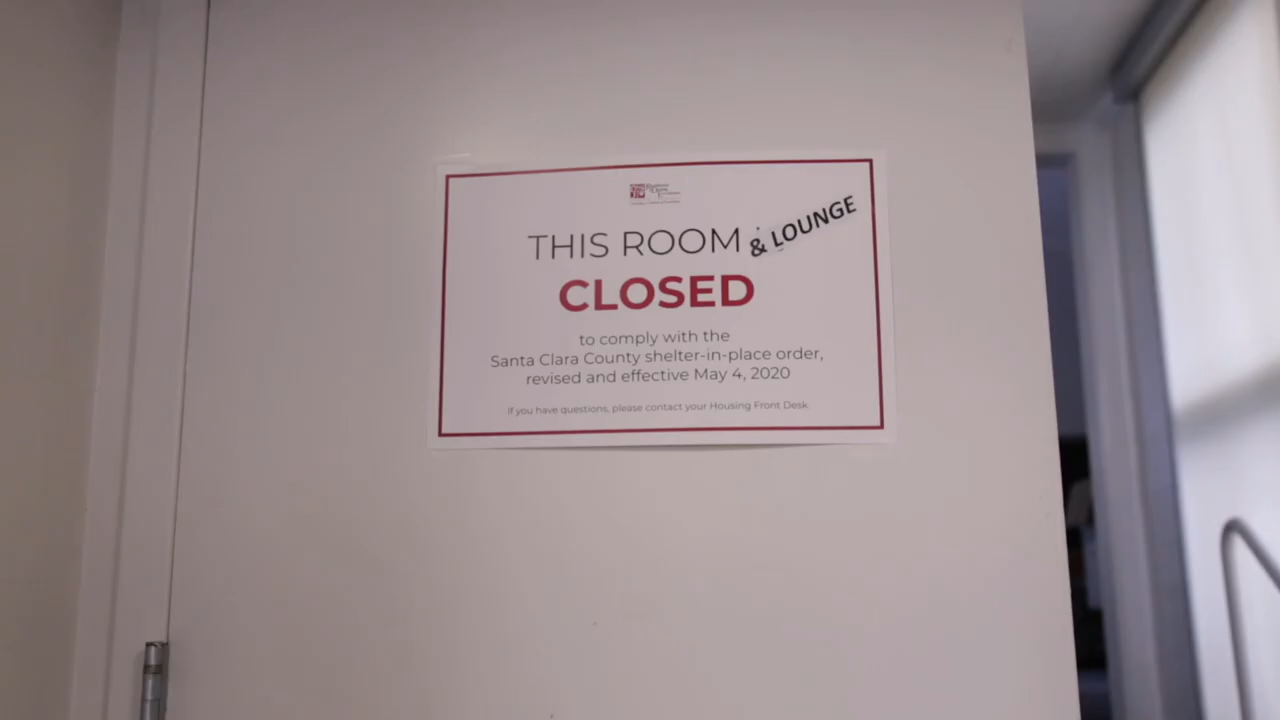 THIS ROOM & LOUNGE
CLOSED
to comply with the
Santa Clara County shelter-in-place order,
revised and effective May 4, 2020
If you have questions, please contact your Housing Front Desk.